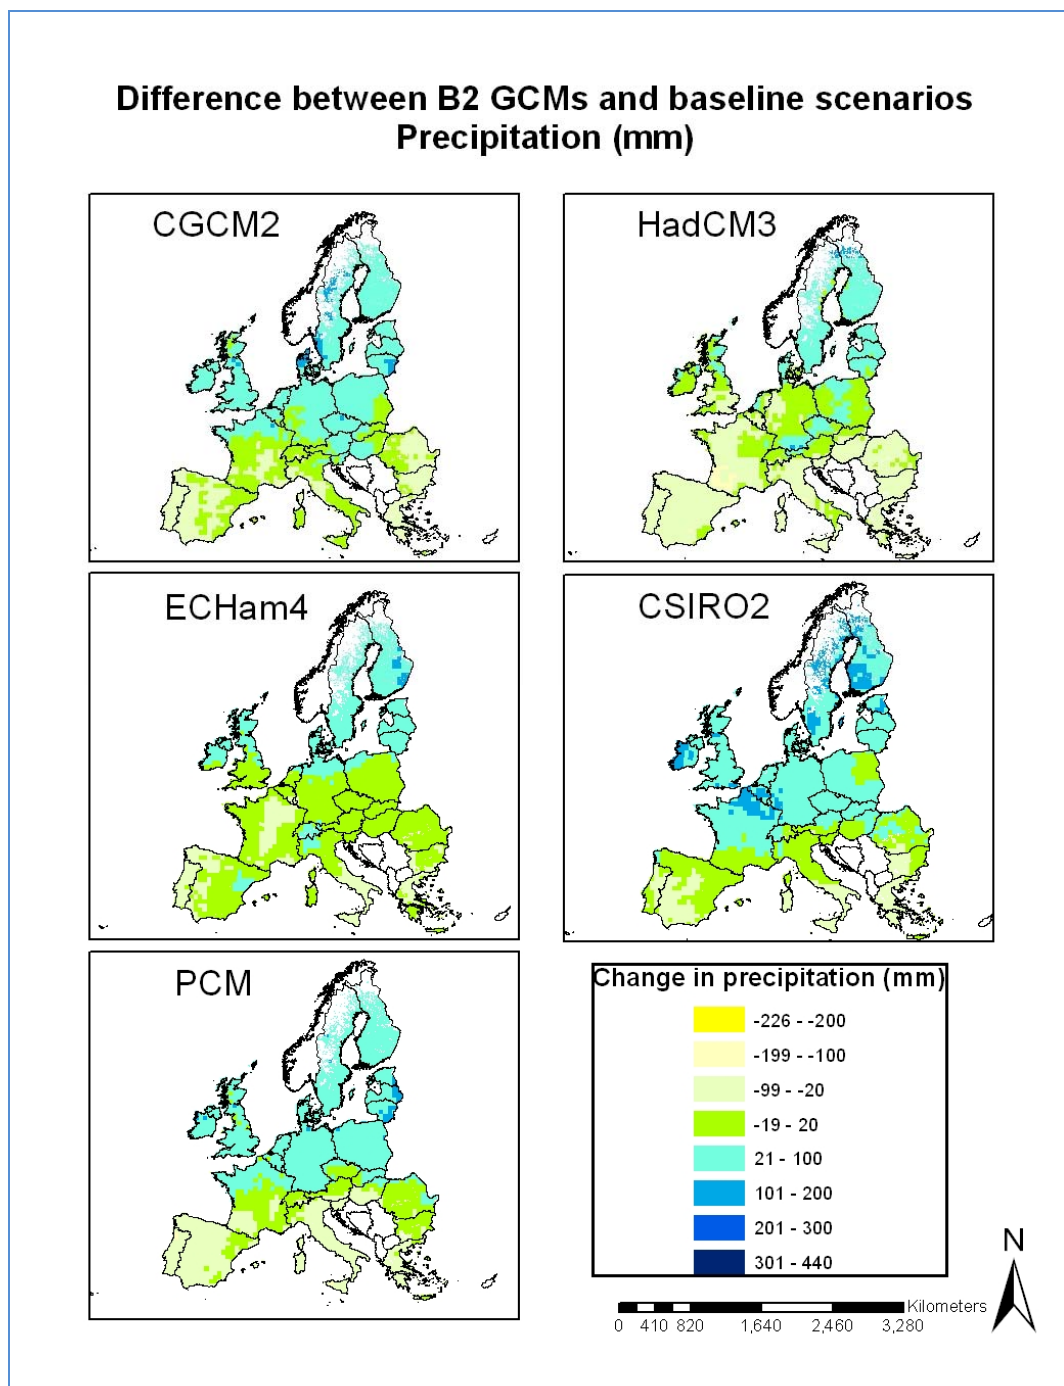 Difference between B2 GCMs and baseline scenarios
Precipitation (mm)
CGCM2
HadCM3
ECHam4
CSIRO2
PCM
Change in precipitation (mm)
-226 - -200
-199 - -100
-99 - -20
-19 - 20
21 - 100
101 - 200
201 - 300
301 - 440
N
Kilometers
0 410 820 1,640 2,460 3,280